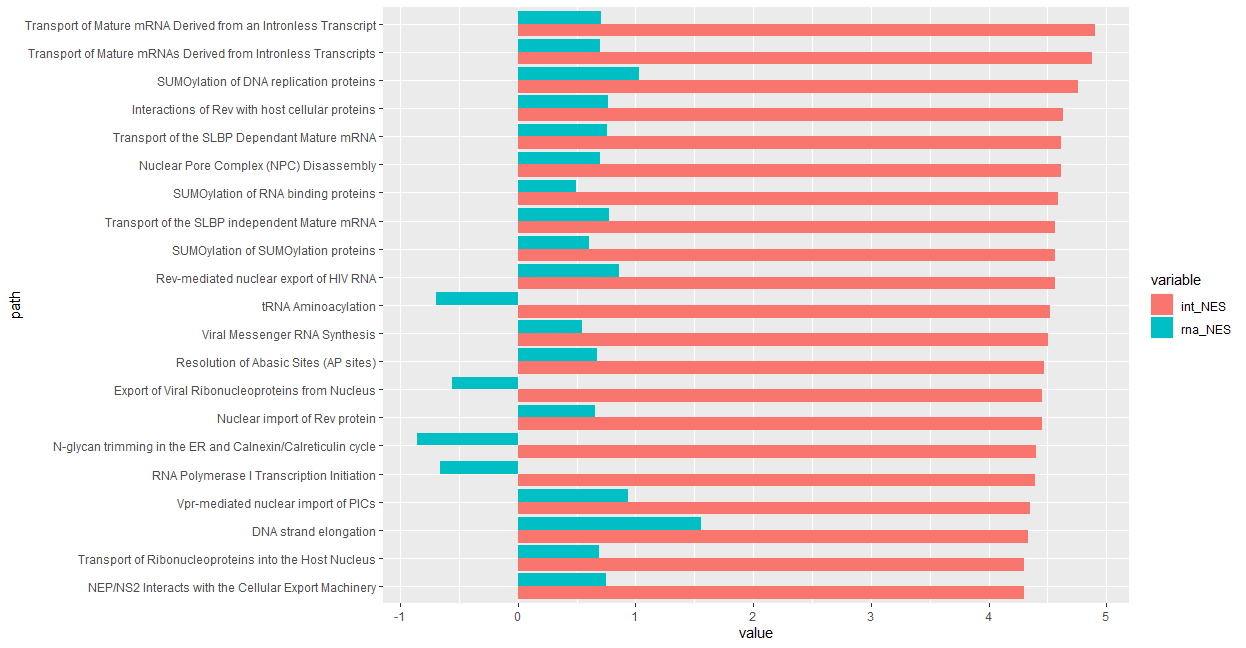 Transport of Mature mRNA Derived from an Intronless Transcript
Transport of Mature mRNAs Derived from Intronless Transcripts
SUMOylation of DNA replication proteins
Interactions of Rev with host cellular proteins
Transport of the SLBP Dependant Mature mRNA
Nuclear Pore Complex (NPC) Disassembly
SUMOylation of RNA binding proteins
Transport of the SLBP independent Mature mRNA
SUMOylation of SUMOylation proteins
Rev-mediated nuclear export of HIV RNA
tRNA Aminoacylation
Viral Messenger RNA Synthesis
Resolution of Abasic Sites (AP sites)
Export of Viral Ribonucleoproteins from Nucleus
Nuclear import of Rev protein
N-glycan trimming in the ER and Calnexin/Calreticulin cycle
RNA Polymerase I Transcription Initiation
Vpr-mediated nuclear import of PICs
DNA strand elongation
Transport of Ribonucleoproteins into the Host Nucleus
NEP/NS2 Interacts with the Cellular Export Machinery
path
-1 0 1 2 3 4 5
value
variable
int_NES
rna_NES